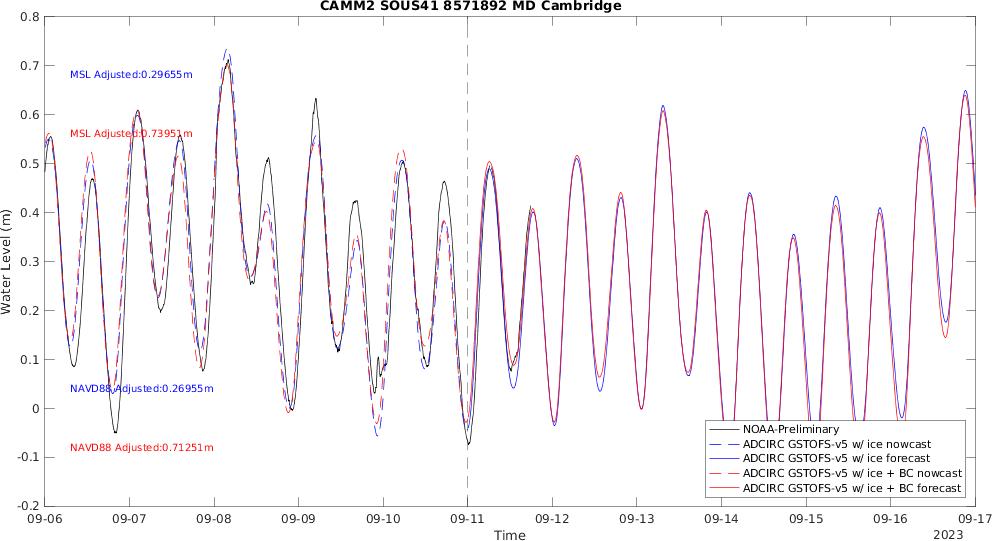 CAMM2 SOUS41 8571892 MD Cambridge
0.8
0.7
0.6
0.5
0.4
0.3
0.2
0.1
0
-0.1
-0.2
Water Level (m)
MSL Adjusted:0.29655m
MSL Adjusted:0.73951m
NAVD88 Adjusted:0.26955m
NAVD88 Adjusted:0.71251m
NOAA-Preliminary
ADCIRC GSTOFS-v5 w/ ice nowcast
ADCIRC GSTOFS-v5 w/ ice forecast
ADCIRC GSTOFS-v5 w/ ice + BC nowcast
ADCIRC GSTOFS-v5 w/ ice + BC forecast
09-06 09-07 09-08 09-09 09-10 09-11 09-12 09-13 09-14 09-15 09-16 09-17
Time
2023